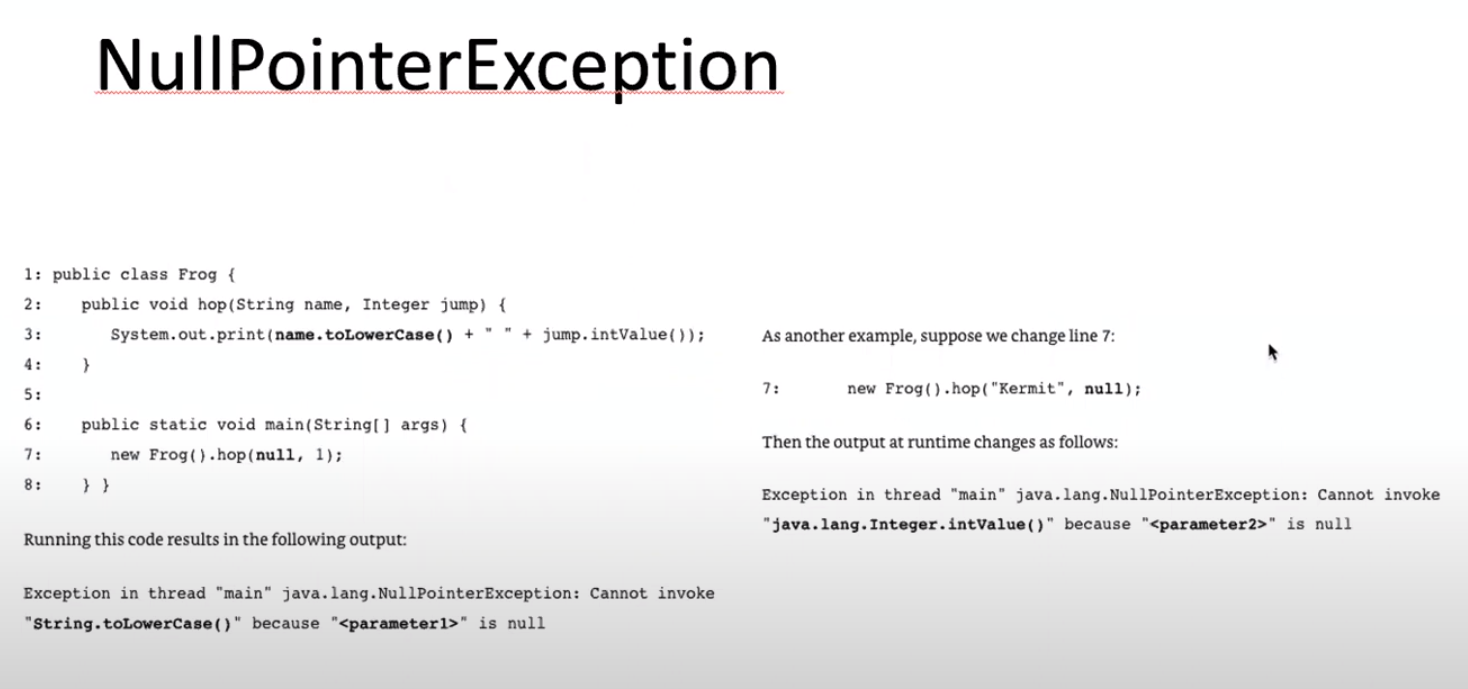 NullPointerException
1: public class Frog {
2:    public void hop(String name, Integer jump) {
3:       System.out.print(name.toLowerCase() + " " + jump.intValue());
4:    }
5:
6:    public static void main(String[] args) {
7:       new Frog().hop(null, 1);
8:    } }
Running this code results in the following output:
Exception in thread "main" java.lang.NullPointerException: Cannot invoke
"String.toLowerCase()" because "<parameter1>" is null
As another example, suppose we change line 7:
7:       new Frog().hop("Kermit", null);
Then the output at runtime changes as follows:
Exception in thread "main" java.lang.NullPointerException: Cannot invoke
"java.lang.Integer.intValue()" because "<parameter2>" is null